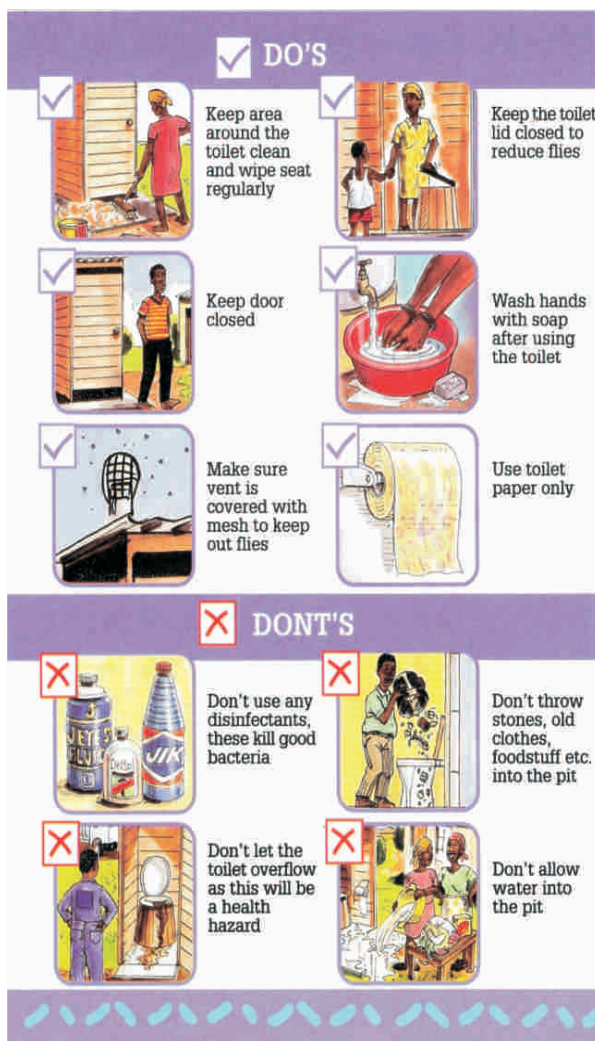 DO'S
Keep area
around the
toilet clean
and wipe seat
regularly
Keep the toilet
lid closed to
reduce flies
Keep door
closed
Wash hands
with soap
after using
the toilet
Make sure
vent is
covered with
mesh to keep
out flies
Use toilet
paper only
DONT'S
Don't use any
disinfectants,
these kill good
bacteria
JEYES
FLUID
JIK
Don't throw
stones, old
clothes,
foodstuff etc.
into the pit
Don't let the
toilet overflow
as this will be
a health
hazard
Don't allow
water into
the pit